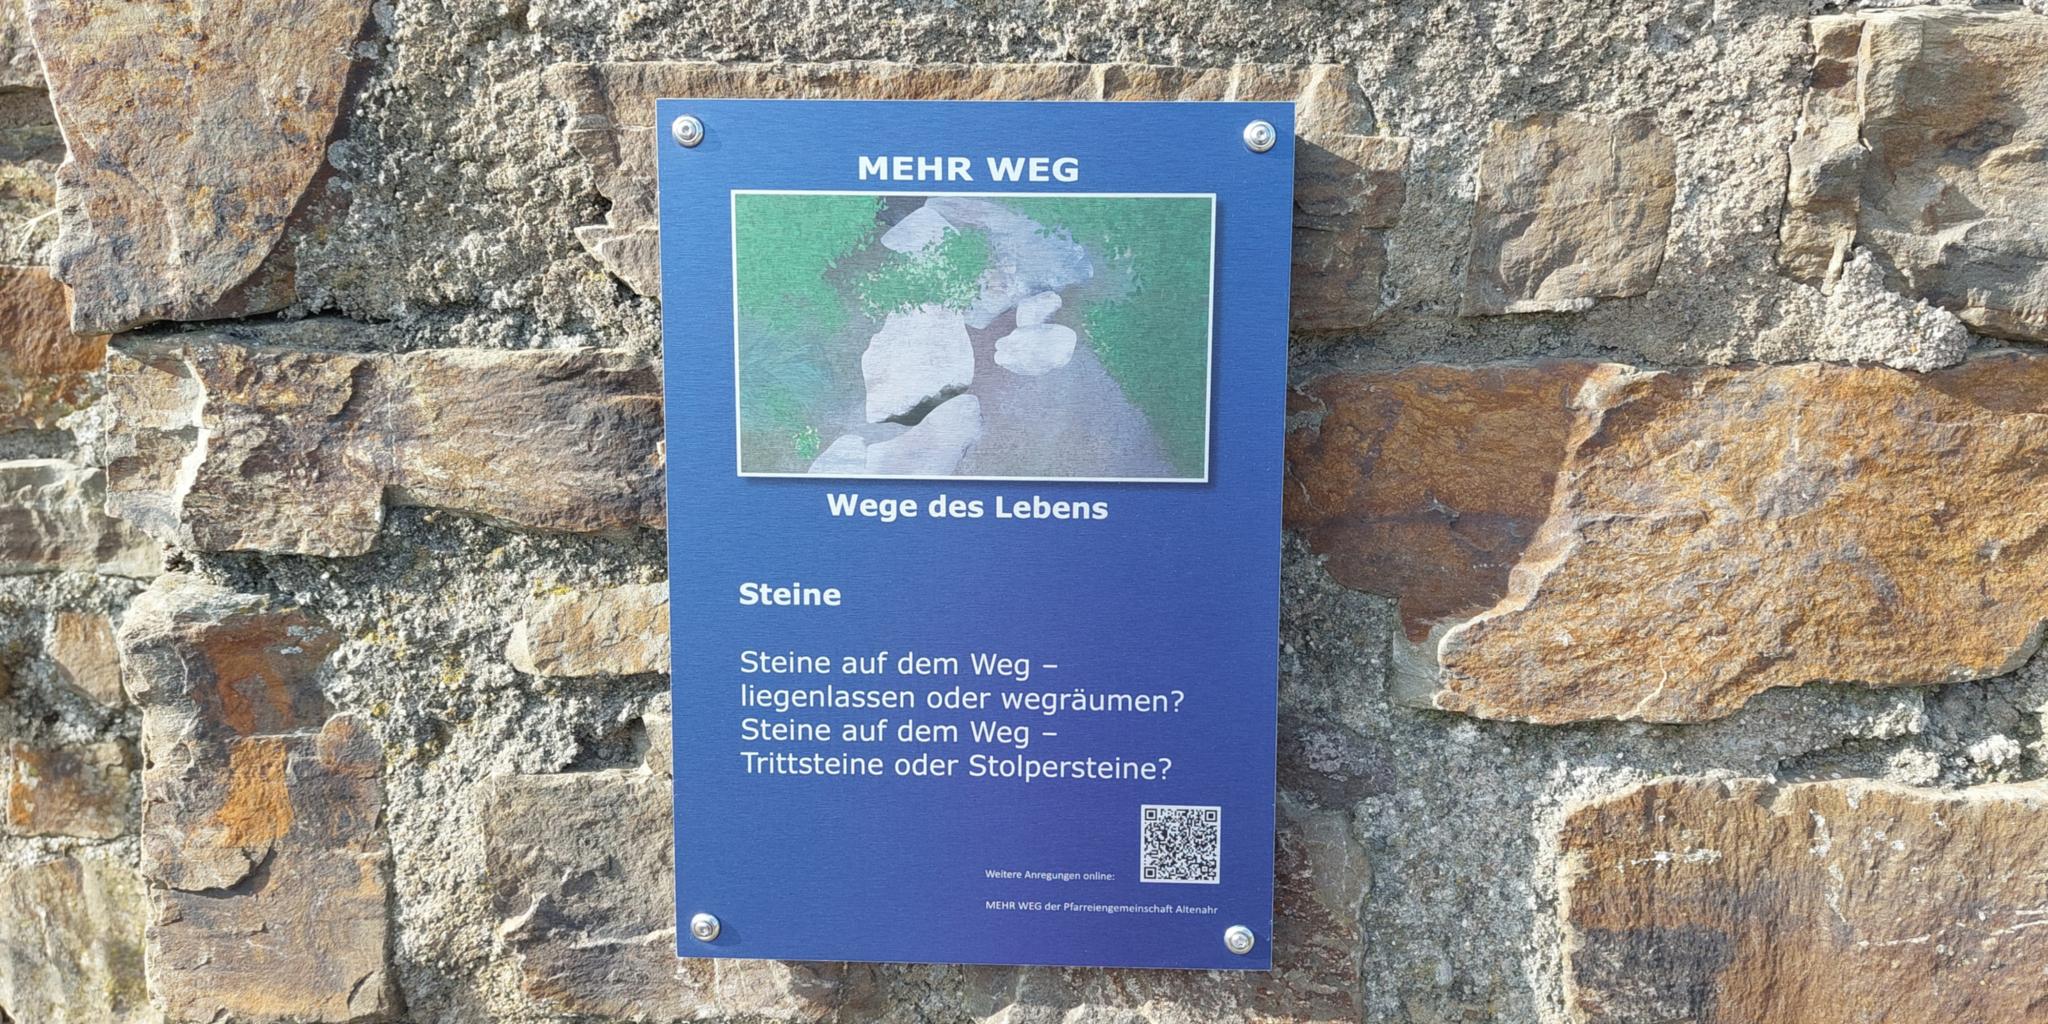 MEHR WEG
Wege des Lebens
Steine
Steine auf dem Weg –
liegenlassen oder wegräumen?
Steine auf dem Weg –
Trittsteine oder Stolpersteine?
Weitere Anregungen online:
MEHR WEG der Pfarreiengemeinschaft Altenahr